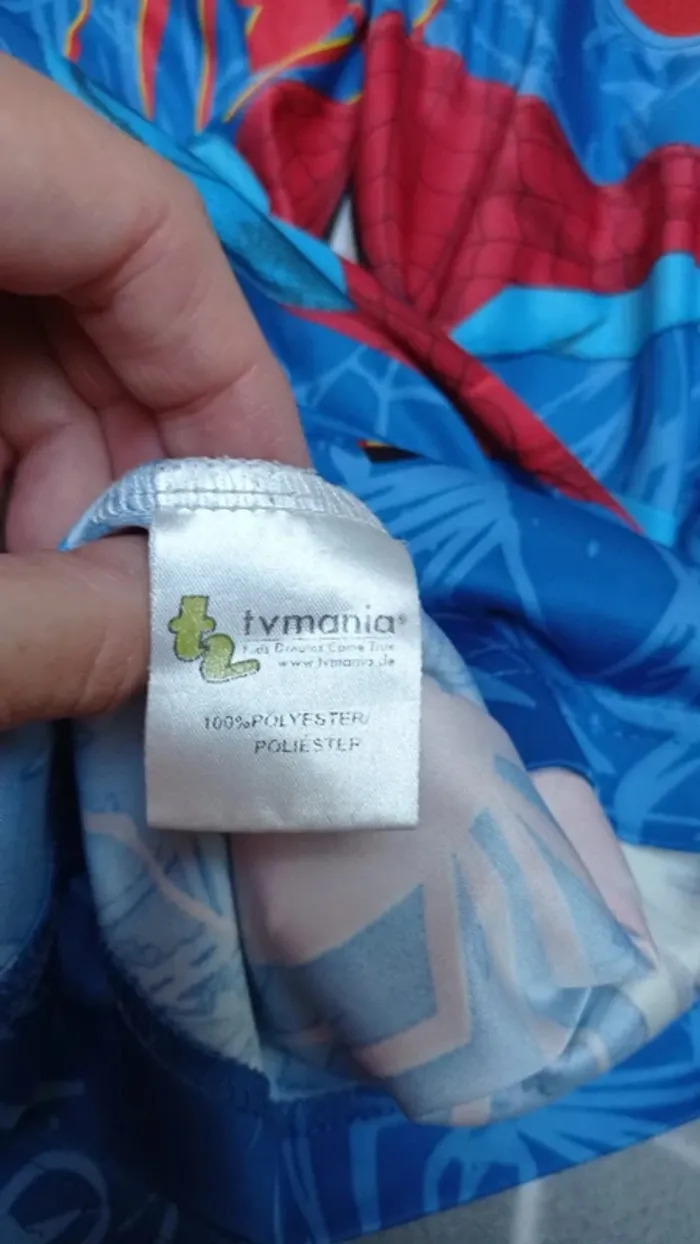 tvmania®
Kids Dreams Come True
www.tvmania.de
100%POLYESTER/
POLIÉSTER